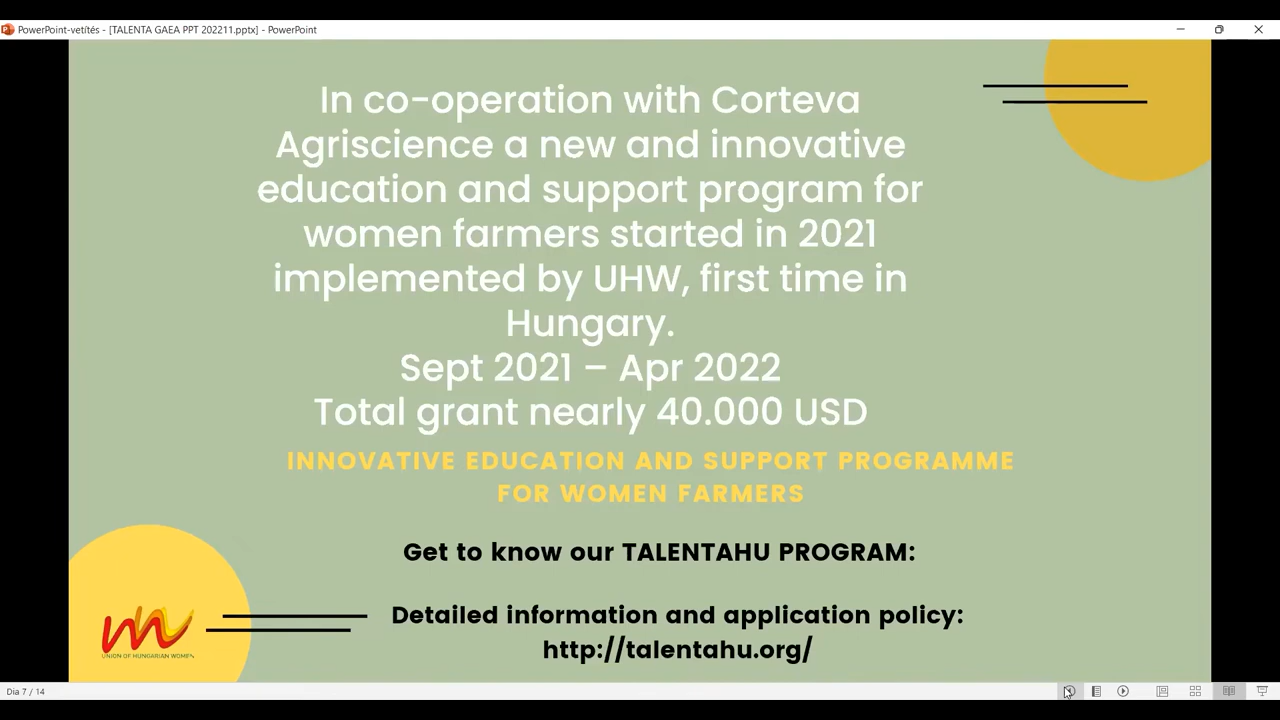 PowerPoint-vetítés - [TALENTA GAEA PPT 202211.pptx] - PowerPoint
In co-operation with Corteva
Agriscience a new and innovative
education and support program for
women farmers started in 2021
implemented by UHW, first time in
Hungary.
Sept 2021 – Apr 2022
Total grant nearly 40.000 USD
INNOVATIVE EDUCATION AND SUPPORT PROGRAMME
FOR WOMEN FARMERS
Get to know our TALENTAHU PROGRAM:
Detailed information and application policy:
http://talentahu.org/
UNION OF HUNGARIAN WOMEN
Dia 7 / 14